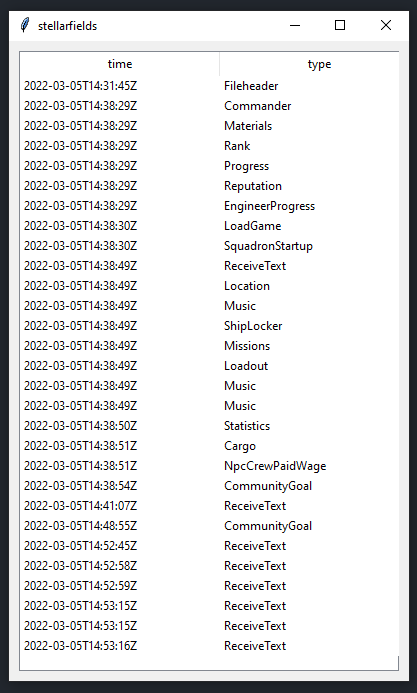 stellarfields
time type
2022-03-05T14:31:45Z Fileheader
2022-03-05T14:38:29Z Commander
2022-03-05T14:38:29Z Materials
2022-03-05T14:38:29Z Rank
2022-03-05T14:38:29Z Progress
2022-03-05T14:38:29Z Reputation
2022-03-05T14:38:29Z EngineerProgress
2022-03-05T14:38:30Z LoadGame
2022-03-05T14:38:30Z SquadronStartup
2022-03-05T14:38:49Z ReceiveText
2022-03-05T14:38:49Z Location
2022-03-05T14:38:49Z Music
2022-03-05T14:38:49Z ShipLocker
2022-03-05T14:38:49Z Missions
2022-03-05T14:38:49Z Loadout
2022-03-05T14:38:49Z Music
2022-03-05T14:38:49Z Music
2022-03-05T14:38:50Z Statistics
2022-03-05T14:38:51Z Cargo
2022-03-05T14:38:51Z NpcCrewPaidWage
2022-03-05T14:38:54Z CommunityGoal
2022-03-05T14:41:07Z ReceiveText
2022-03-05T14:48:55Z CommunityGoal
2022-03-05T14:52:45Z ReceiveText
2022-03-05T14:52:58Z ReceiveText
2022-03-05T14:52:59Z ReceiveText
2022-03-05T14:53:15Z ReceiveText
2022-03-05T14:53:15Z ReceiveText
2022-03-05T14:53:16Z ReceiveText